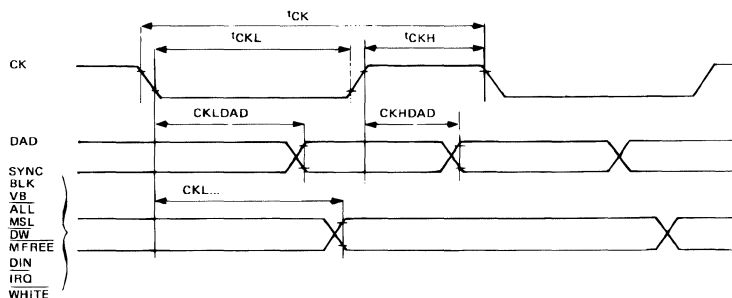 tCK
tCKL
tCKH
CK
CKLDAD
CKHDAD
DAD
SYNC
BLK
VB
ALL
MSL
DW
MFREE
DIN
IRQ
WHITE
CKL...